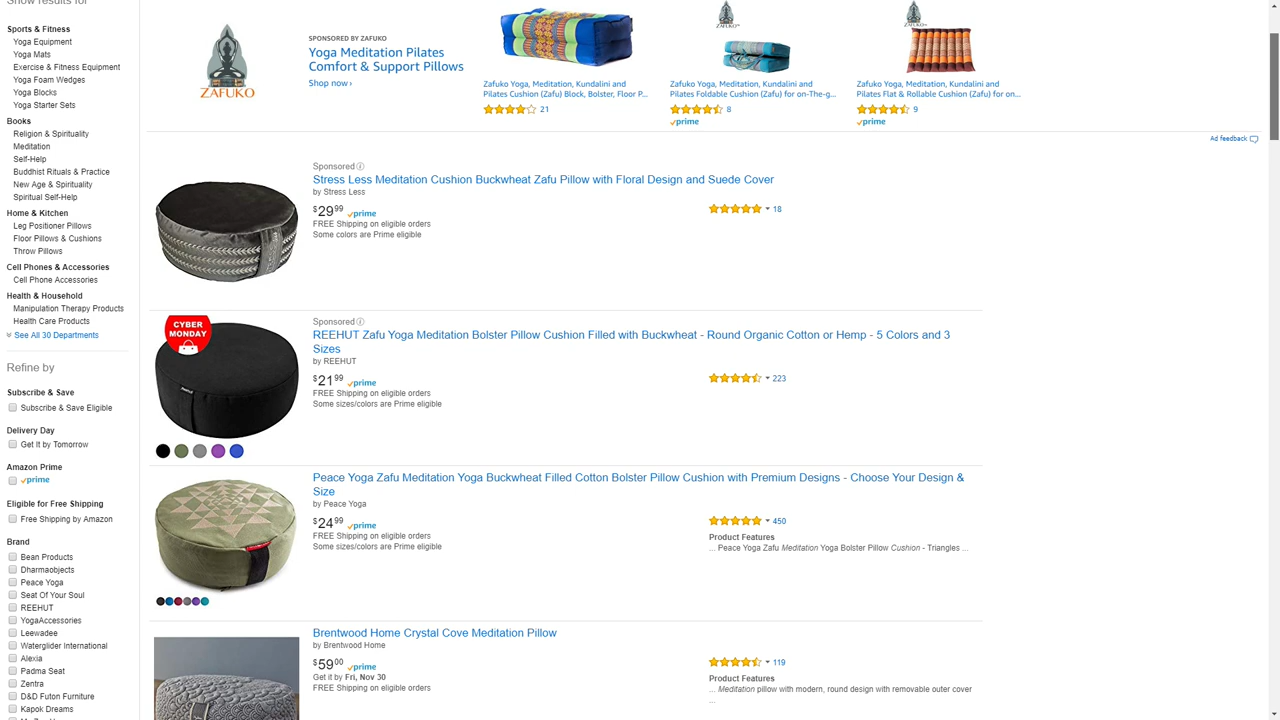 Show results for
Sports & Fitness
Yoga Equipment
Yoga Mats
Exercise & Fitness Equipment
Yoga Foam Wedges
Yoga Blocks
Yoga Starter Sets
Books
Religion & Spirituality
Meditation
Self-Help
Buddhist Rituals & Practice
New Age & Spirituality
Spiritual Self-Help
Home & Kitchen
Leg Positioner Pillows
Floor Pillows & Cushions
Throw Pillows
Cell Phones & Accessories
Cell Phone Accessories
Health & Household
Manipulation Therapy Products
Health Care Products
See All 30 Departments
Refine by
Subscribe & Save
Subscribe & Save Eligible
Delivery Day
Get It by Tomorrow
Amazon Prime
prime
Eligible for Free Shipping
Free Shipping by Amazon
Brand
Bean Products
Dharmaobjects
Peace Yoga
Seat Of Your Soul
REEHUT
YogaAccessories
Leewadee
Waterglider International
Alexia
Padma Seat
Zentra
D&D Futon Furniture
Kapok Dreams
ZAFUKO
SPONSORED BY ZAFUKO
Yoga Meditation Pilates
Comfort & Support Pillows
Shop now ›
Zafuko Yoga, Meditation, Kundalini and
Pilates Cushion (Zafu) Block, Bolster, Floor P...
21
ZAFUKO
Zafuko Yoga, Meditation, Kundalini and
Pilates Foldable Cushion (Zafu) for on-The-g...
8
prime
ZAFUKO
Zafuko Yoga, Meditation, Kundalini and
Pilates Flat & Rollable Cushion (Zafu) for on...
9
prime
Ad feedback
Sponsored
Stress Less Meditation Cushion Buckwheat Zafu Pillow with Floral Design and Suede Cover
by Stress Less
$29 99 prime
FREE Shipping on eligible orders
Some colors are Prime eligible
18
CYBER
MONDAY
Sponsored
REEHUT Zafu Yoga Meditation Bolster Pillow Cushion Filled with Buckwheat - Round Organic Cotton or Hemp - 5 Colors and 3
Sizes
by REEHUT
$21 99 prime
FREE Shipping on eligible orders
Some sizes/colors are Prime eligible
223
Peace Yoga Zafu Meditation Yoga Buckwheat Filled Cotton Bolster Pillow Cushion with Premium Designs - Choose Your Design &
Size
by Peace Yoga
$24 99 prime
FREE Shipping on eligible orders
Some sizes/colors are Prime eligible
450
Product Features
... Peace Yoga Zafu Meditation Yoga Bolster Pillow Cushion - Triangles ...
Brentwood Home Crystal Cove Meditation Pillow
by Brentwood Home
$59 00 prime
Get it by Fri, Nov 30
FREE Shipping on eligible orders
119
Product Features
... Meditation pillow with modern, round design with removable outer cover
...